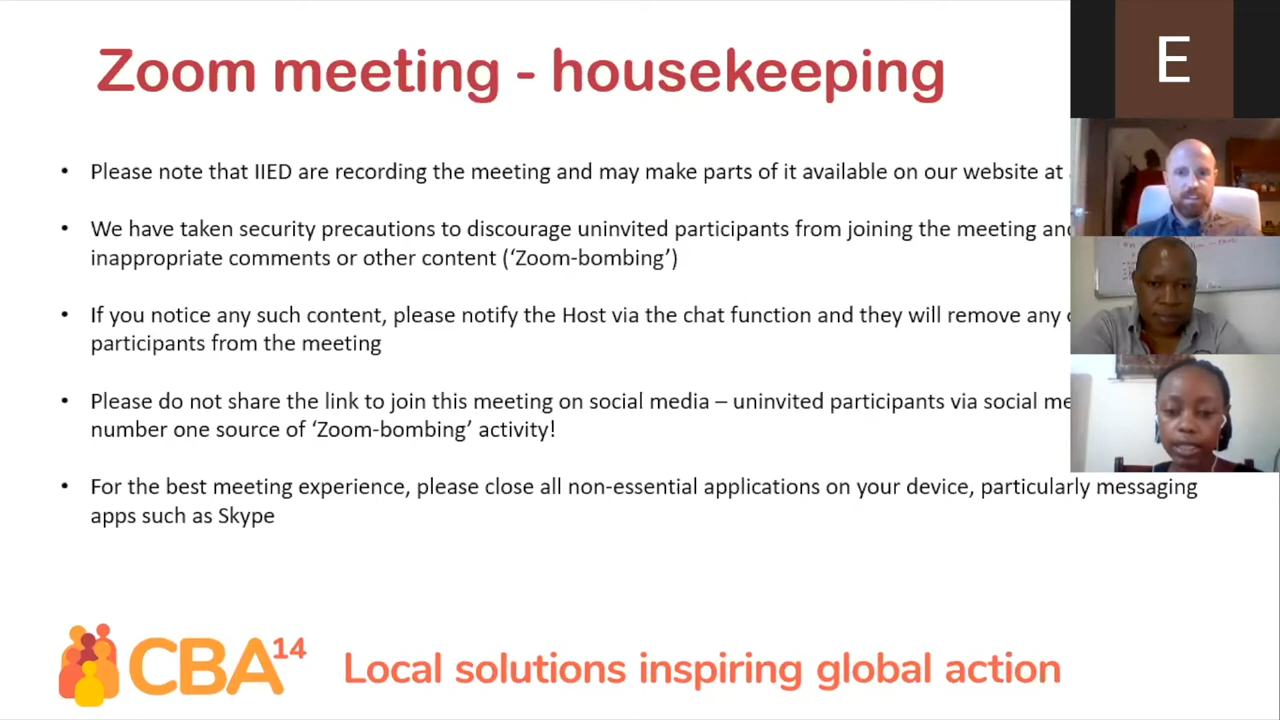 Zoom meeting - housekeeping
E
• Please note that IIED are recording the meeting and may make parts of it available on our website at
• We have taken security precautions to discourage uninvited participants from joining the meeting and
inappropriate comments or other content (‘Zoom-bombing’)
• If you notice any such content, please notify the Host via the chat function and they will remove any
participants from the meeting
• Please do not share the link to join this meeting on social media – uninvited participants via social
number one source of ‘Zoom-bombing’ activity!
• For the best meeting experience, please close all non-essential applications on your device, particularly messaging
apps such as Skype
CBA14
Local solutions inspiring global action